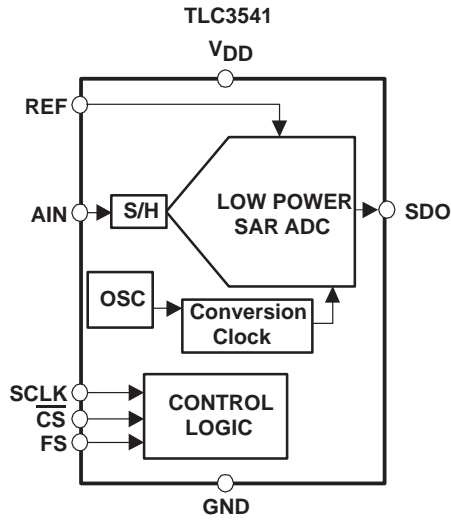 TLC3541
VDD
REF
AIN
S/H
LOW POWER
SAR ADC
SDO
OSC
Conversion
Clock
SCLK
CS
FS
CONTROL
LOGIC
GND